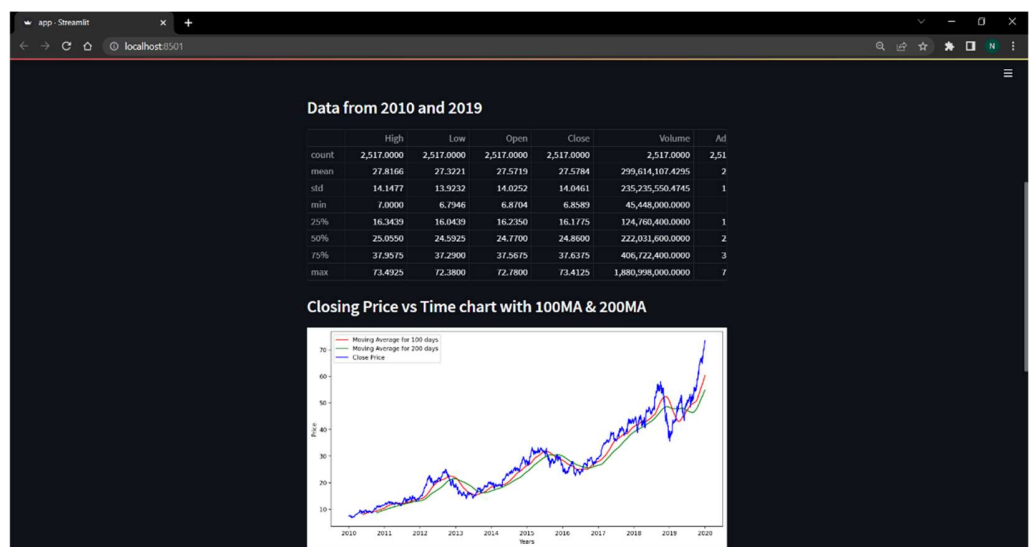 app · Streamlit
localhost:8501
N
Data from 2010 and 2019
High Low Open Close Volume Ad
count 2,517.0000 2,517.0000 2,517.0000 2,517.0000 2,517.0000 2,51
mean 27.8166 27.3221 27.5719 27.5784 299,614,107.4295 2
std 14.1477 13.9232 14.0252 14.0461 235,235,550.4745 1
min 7.0000 6.7946 6.8704 6.8589 45,448,000.0000
25% 16.3439 16.0439 16.2350 16.1775 124,760,400.0000 1
50% 25.0550 24.5925 24.7700 24.8600 222,031,600.0000 2
75% 37.9575 37.2900 37.5675 37.6375 406,722,400.0000 3
max 73.4925 72.3800 72.7800 73.4125 1,880,998,000.0000 7
Closing Price vs Time chart with 100MA & 200MA
Moving Average for 100 days
Moving Average for 200 days
Close Price
70
60
50
40
30
20
10
Price
2010 2011 2012 2013 2014 2015 2016 2017 2018 2019 2020
Years